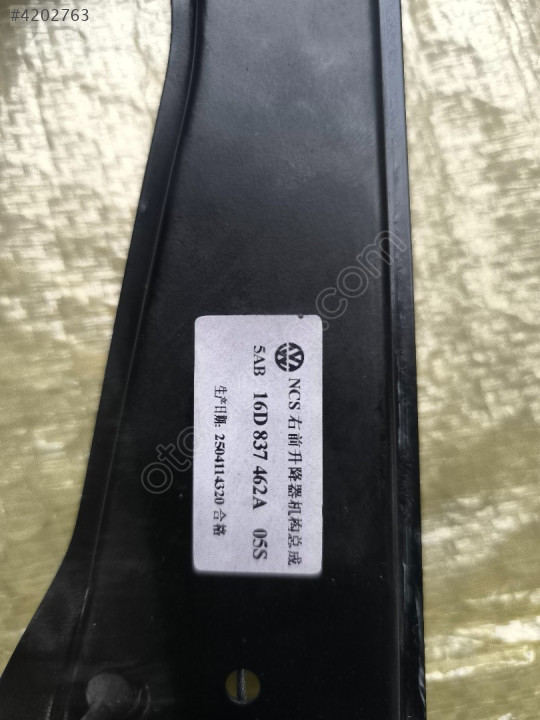 #4202763
NCS 右前升降器机构总成
5AB 16D 837 462A 05S
生产日期: 2504114320 合格